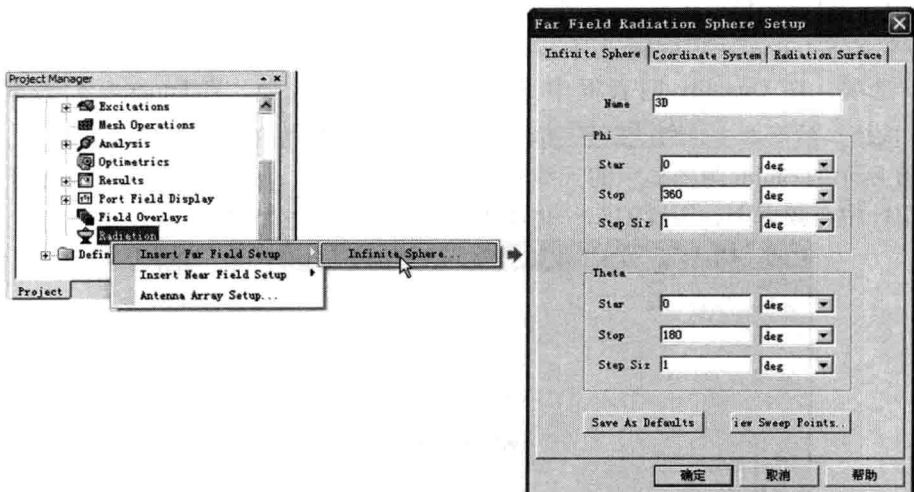 Project Manager
Excitations
Mesh Operations
Analysis
Optimetrics
Results
Port Field Display
Field Overlays
Radiation
Defin
Project
Insert Far Field Setup
Insert Near Field Setup
Antenna Array Setup...
Infinite Sphere...
Far Field Radiation Sphere Setup
Infinite Sphere Coordinate System Radiation Surface
Name 3D
Phi
Star 0 deg
Stop 360 deg
Step Siz 1 deg
Theta
Star 0 deg
Stop 180 deg
Step Siz 1 deg
Save As Defaults iew Sweep Points..
确定 取消 帮助